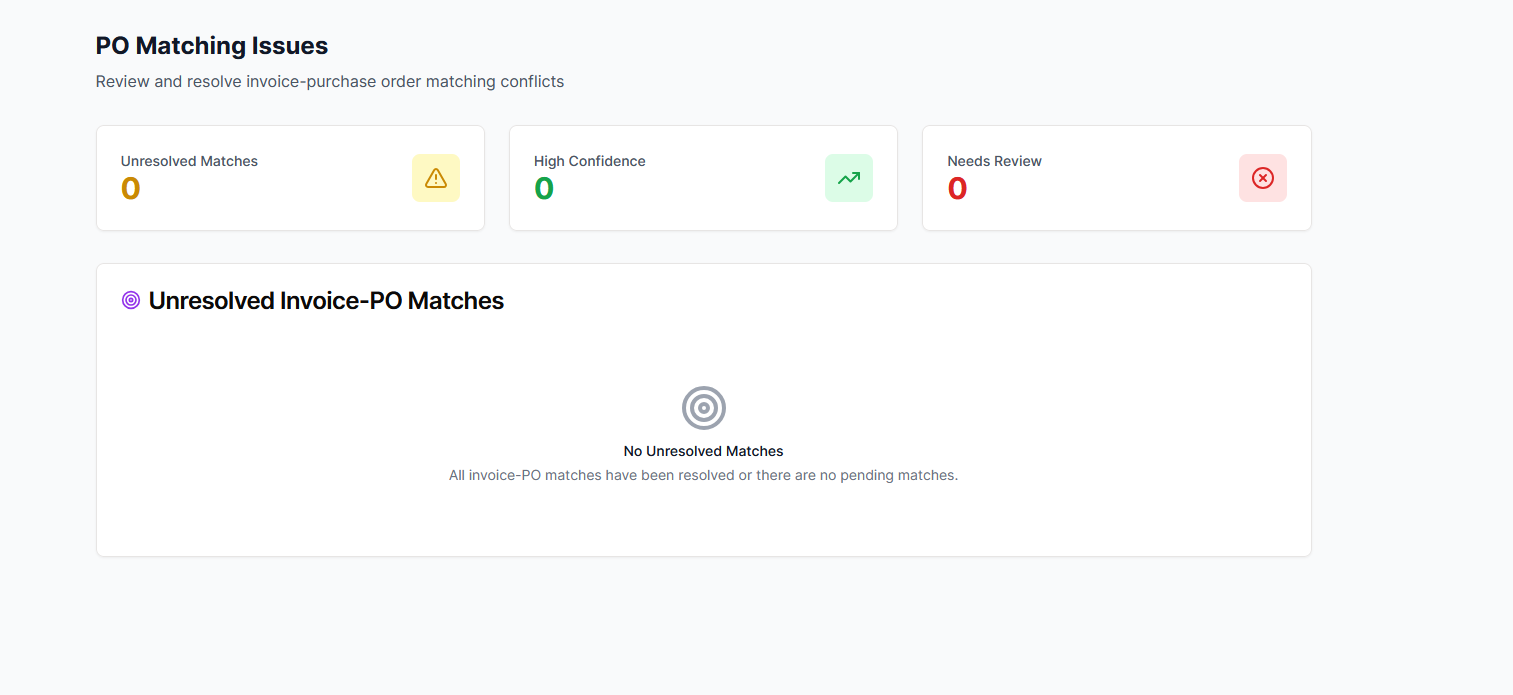 PO Matching Issues
Review and resolve invoice-purchase order matching conflicts
Unresolved Matches
0
High Confidence
0
Needs Review
0
Unresolved Invoice-PO Matches
No Unresolved Matches
All invoice-PO matches have been resolved or there are no pending matches.